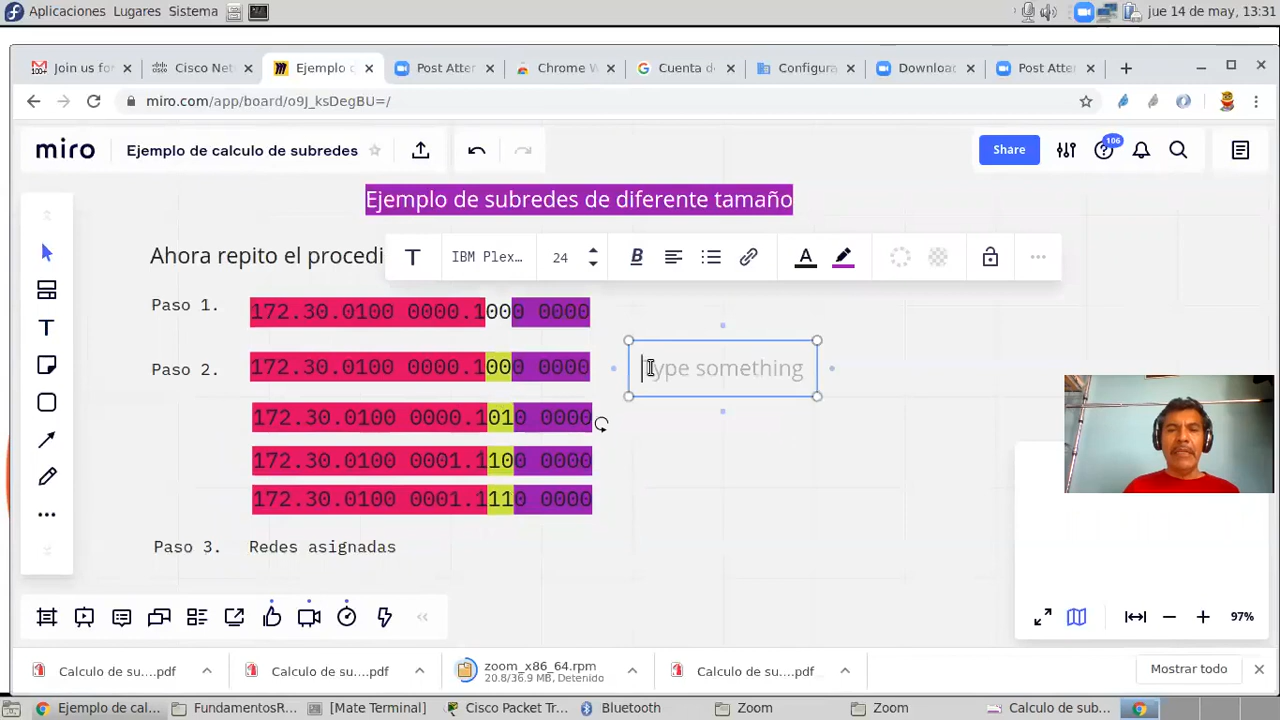 Aplicaciones Lugares Sistema
jue 14 de may, 13:31
Join us for
Cisco Net
Ejemplo
Post Atter
Chrome W
Cuenta de
Configura
Downloac
Post Atter
miro.com/app/board/o9J_ksDegBU=/
miro
Ejemplo de calculo de subredes
Share
106
Ejemplo de subredes de diferente tamaño
Ahora repito el procedi
IBM Plex...
24
Paso 1. 172.30.0100 0000.1000 0000
Paso 2. 172.30.0100 0000.1000 0000
Type something
172.30.0100 0000.1010 0000
172.30.0100 0001.1100 0000
172.30.0100 0001.1110 0000
Paso 3. Redes asignadas
97%
Calculo de su....pdf
Calculo de su....pdf
zoom_x86_64.rpm
20.8/36.9 MB, Detenido
Calculo de su....pdf
Mostrar todo
Ejemplo de cal...
FundamentosR...
[Mate Terminal]
Cisco Packet Tr...
Bluetooth
Zoom
Zoom
Calculo de sub...